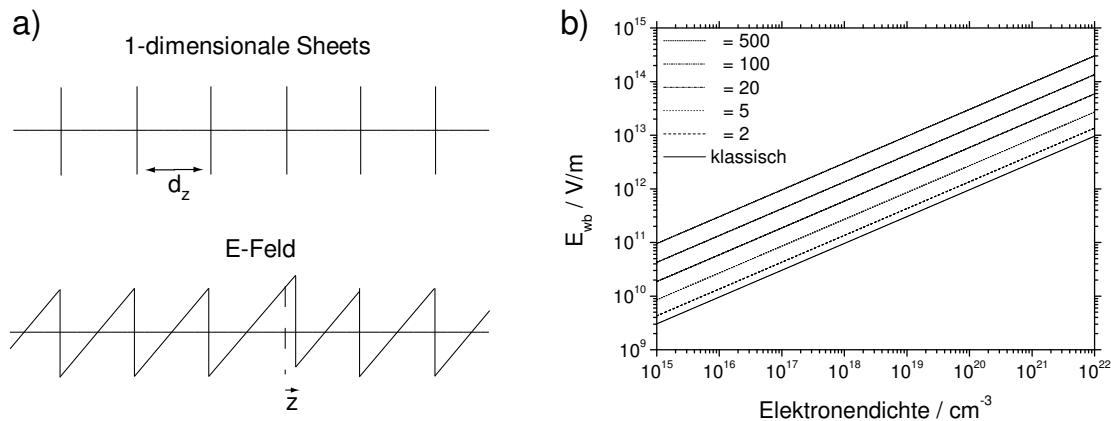 a)
1-dimensionale Sheets
d_z
E-Feld
z
b)
E_wb / V/m
10^15
10^14
10^13
10^12
10^11
10^10
10^9
= 500
= 100
= 20
= 5
= 2
klassisch
10^15 10^16 10^17 10^18 10^19 10^20 10^21 10^22
Elektronendichte / cm^-3